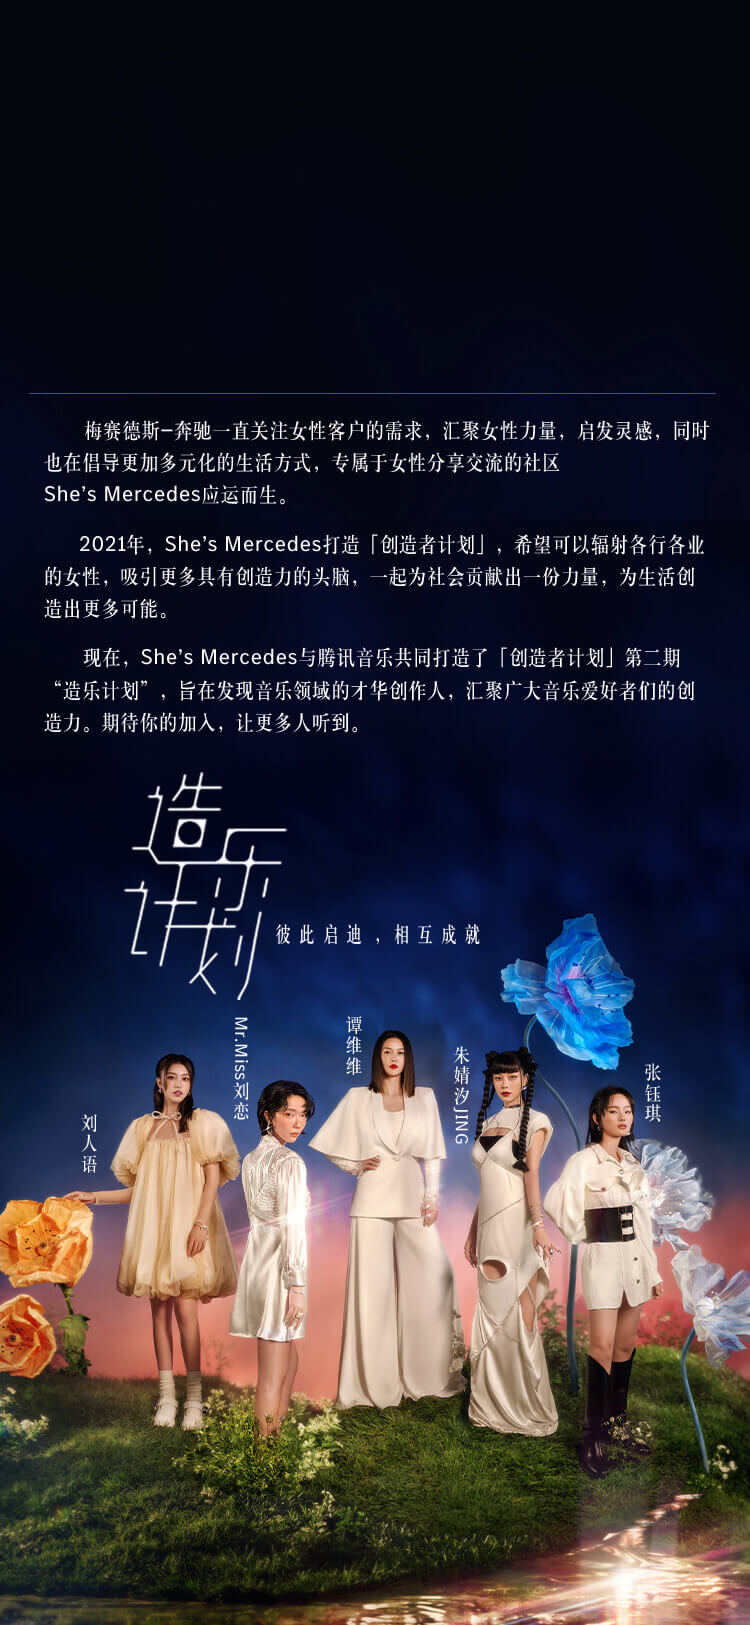 梅赛德斯-奔驰一直关注女性客户的需求，汇聚女性力量，启发灵感，同时
也在倡导更加多元化的生活方式，专属于女性分享交流的社区
She's Mercedes应运而生。
2021年，She's Mercedes打造「创造者计划」，希望可以辐射各行各业
的女性，吸引更多具有创造力的头脑，一起为社会贡献出一份力量，为生活创
造出更多可能。
现在，She's Mercedes与腾讯音乐共同打造了「创造者计划」第二期
“造乐计划”，旨在发现音乐领域的才华创作人，汇聚广大音乐爱好者们的创
造力。期待你的加入，让更多人听到。
造乐
计划
彼此启迪，相互成就
刘人语
Mr.Miss刘恋
谭维维
朱婧汐JING
张钰琪